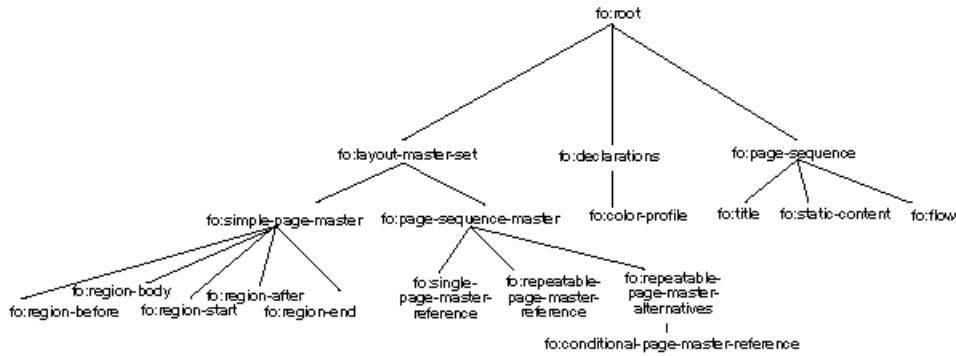 fo:root
fo:layout-master-set
fo:declarations
fo:page-sequence
fo:simple-page-master
fo:page-sequence-master
fo:color-profile
fo:title
fo:static-content
fo:flow
fo:region-body
fo:region-before
fo:region-start
fo:region-after
fo:region-end
fo:single-
page-master-
reference
fo:repeatable-
page-master-
reference
fo:repeatable-
page-master-
alternatives
fo:conditional-page-master-reference